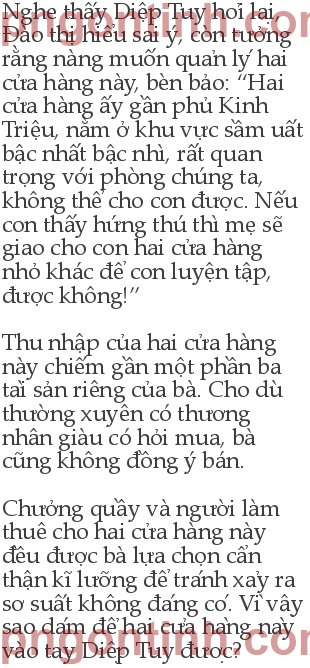 Nghe thấy Diệp Tuy hỏi lại,
Đào thị hiểu sai ý, còn tưởng
rằng nàng muốn quản lý hai
cửa hàng này, bèn bảo: “Hai
cửa hàng ấy gần phủ Kinh
Triệu, nằm ở khu vực sầm uất
bậc nhất bậc nhì, rất quan
trọng với phòng chúng ta,
không thể cho con được. Nếu
con thấy hứng thú thì mẹ sẽ
giao cho con hai cửa hàng
nhỏ khác để con luyện tập,
được không!”
Thu nhập của hai cửa hàng
này chiếm gần một phần ba
tài sản riêng của bà. Cho dù
thường xuyên có thương
nhân giàu có hỏi mua, bà
cũng không đồng ý bán.
Chưởng quầy và người làm
thuê cho hai cửa hàng này
đều được bà lựa chọn cẩn
thận kĩ lưỡng để tránh xảy ra
sơ suất không đáng có. Vì vậy
sao dám để hai cửa hàng này
vào tay Diệp Tuy được?
pngontinh.com
pngontinh.com